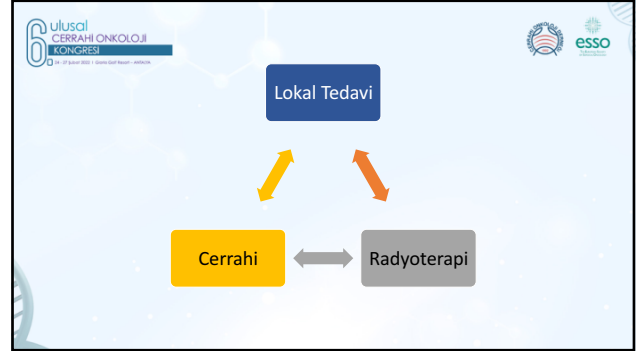 6. ulusal
CERRAHİ ONKOLOJİ
KONGRESİ
esso
Lokal Tedavi
Cerrahi
Radyoterapi